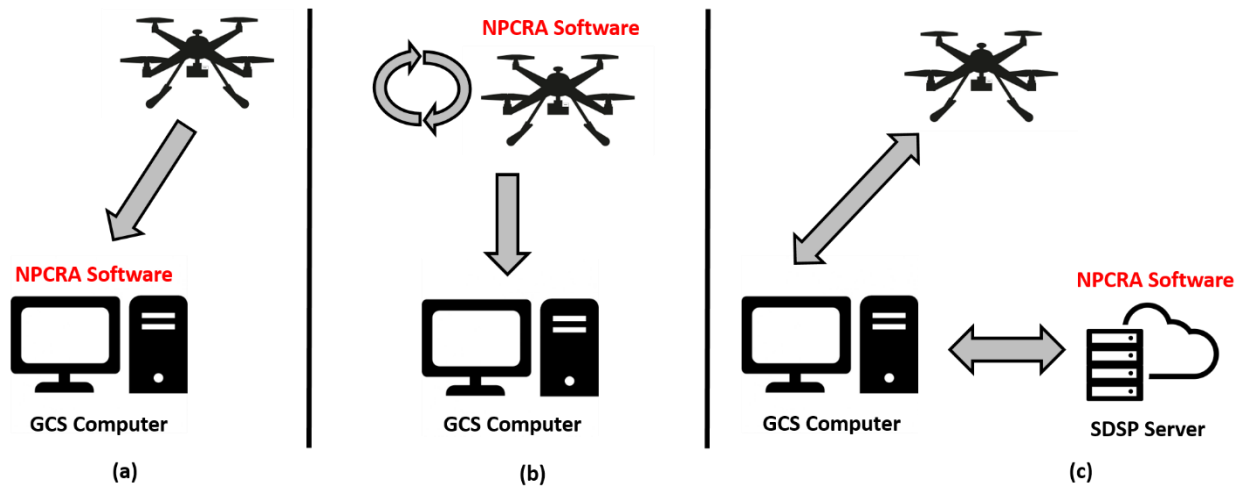 NPCRA Software
GCS Computer
(a)
NPCRA Software
GCS Computer
(b)
NPCRA Software
GCS Computer
SDSP Server
(c)